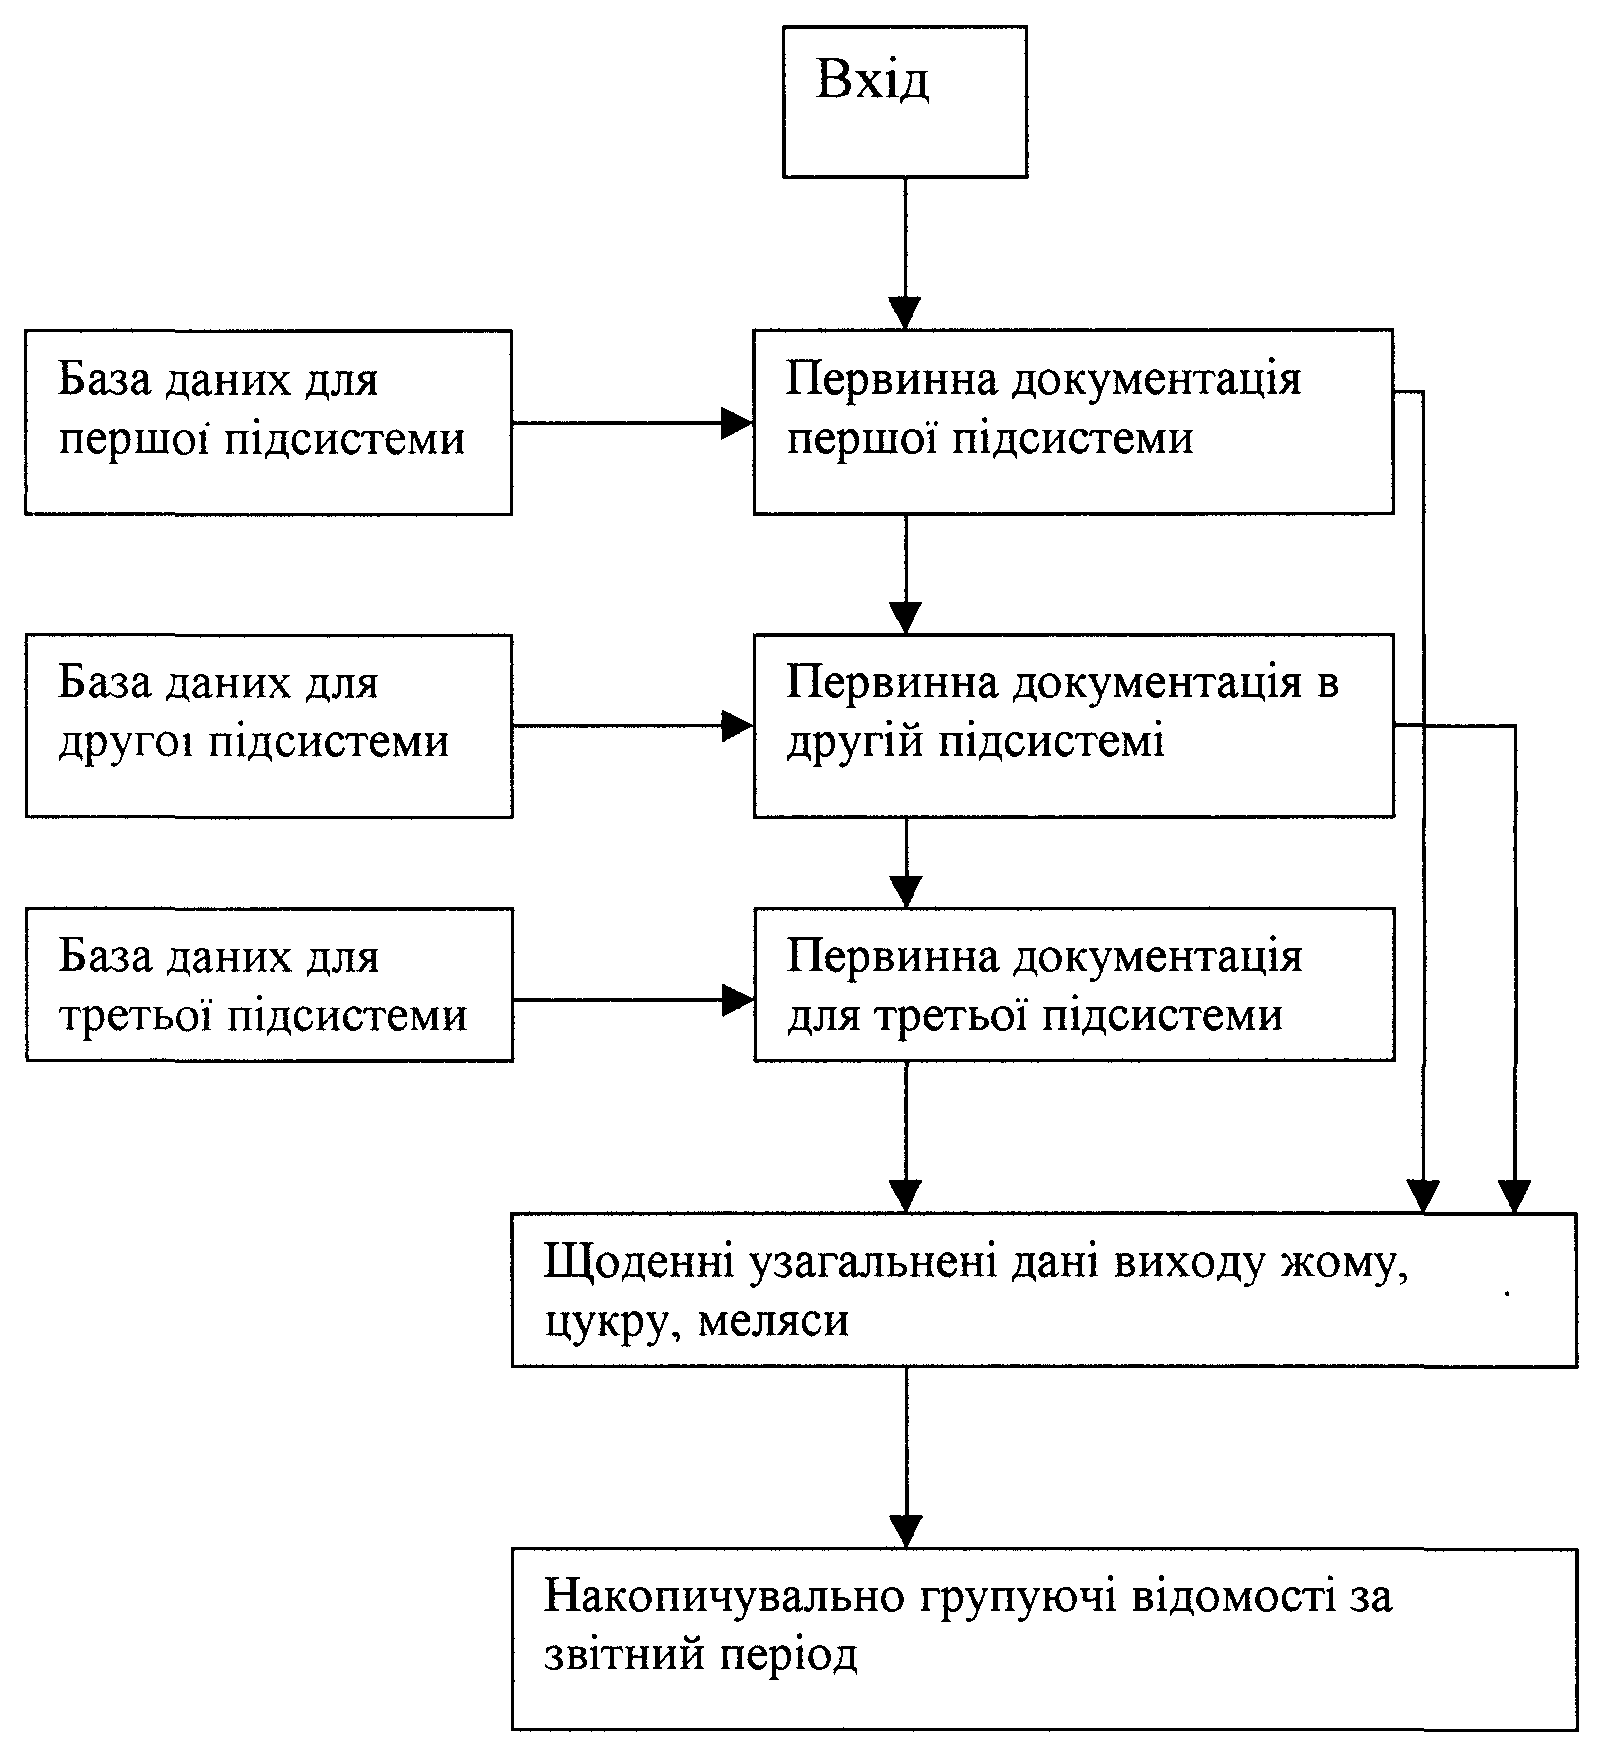 Вхід
База даних для
першої підсистеми
Первинна документація
першої підсистеми
База даних для
другої підсистеми
Первинна документація в
другій підсистемі
База даних для
третьої підсистеми
Первинна документація
для третьої підсистеми
Щоденні узагальнені дані виходу жому,
цукру, меляси
Накопичувально групуючі відомості за
звітний період